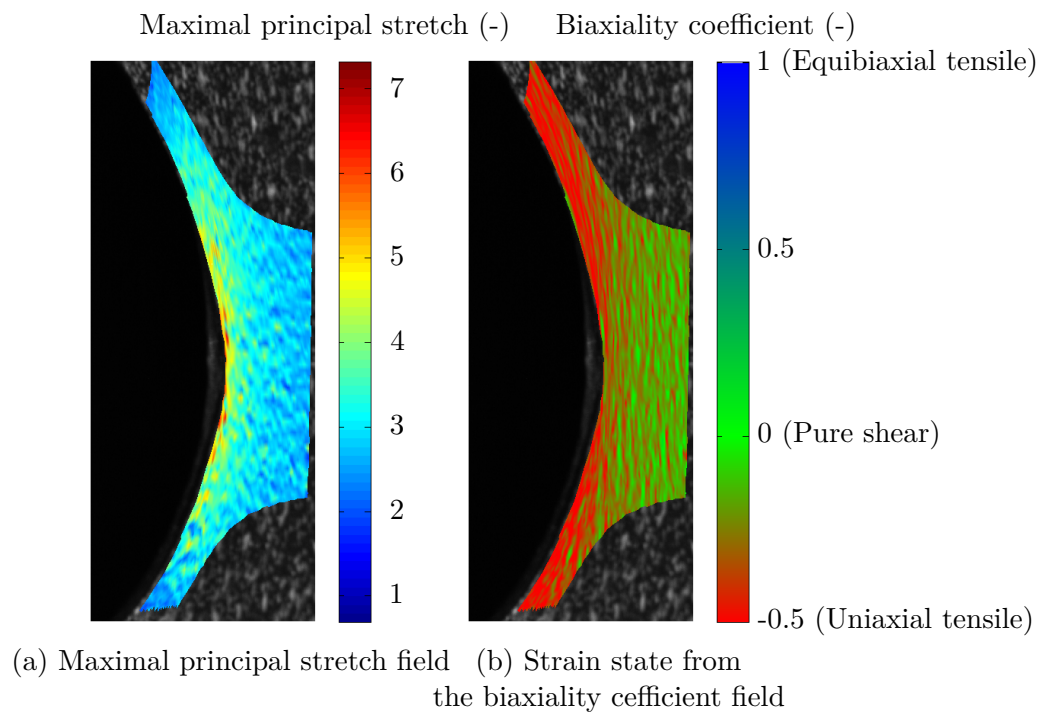 Maximal principal stretch (-)
Biaxiality coefficient (-)
7
6
5
4
3
2
1
1 (Equibiaxial tensile)
0.5
0 (Pure shear)
-0.5 (Uniaxial tensile)
(a) Maximal principal stretch field
(b) Strain state from
the biaxiality cefficient field